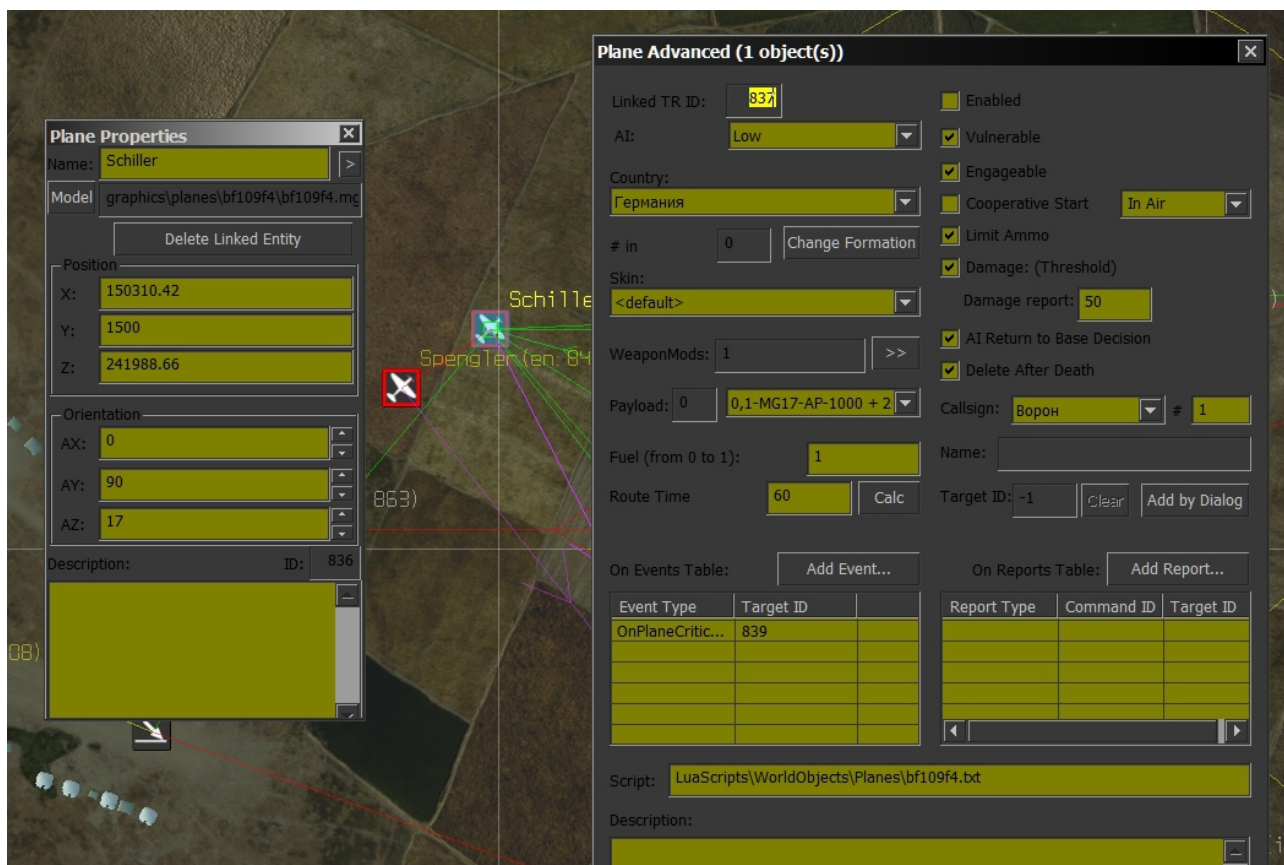 Plane Advanced (1 object(s))
Linked TR ID: 837
Enabled
AI: Low
Vulnerable
Engageable
Country:
Германия
Cooperative Start In Air
# in 0 Change Formation
Limit Ammo
Damage: (Threshold)
Skin:
<default>
Damage report: 50
AI Return to Base Decision
WeaponMods: 1 >>
Delete After Death
Payload: 0 0,1-MG17-AP-1000 + 2
Callsign: Ворон # 1
Fuel (from 0 to 1): 1
Name:
Route Time 60 Calc
Target ID: -1 Clear Add by Dialog
On Events Table: Add Event...
On Reports Table: Add Report...
Event Type Target ID
Report Type Command ID Target ID
OnPlaneCritic... 839
Script: LuaScripts\WorldObjects\Planes\bf109f4.txt
Description:
Plane Properties
Name: Schiller >
Model graphics\planes\bf109f4\bf109f4.mg
Delete Linked Entity
Position
X: 150310.42
Y: 1500
Z: 241988.66
Orientation
AX: 0
AY: 90
AZ: 17
Description: ID: 836
Schille
Spengler(en: 84
863)
08)